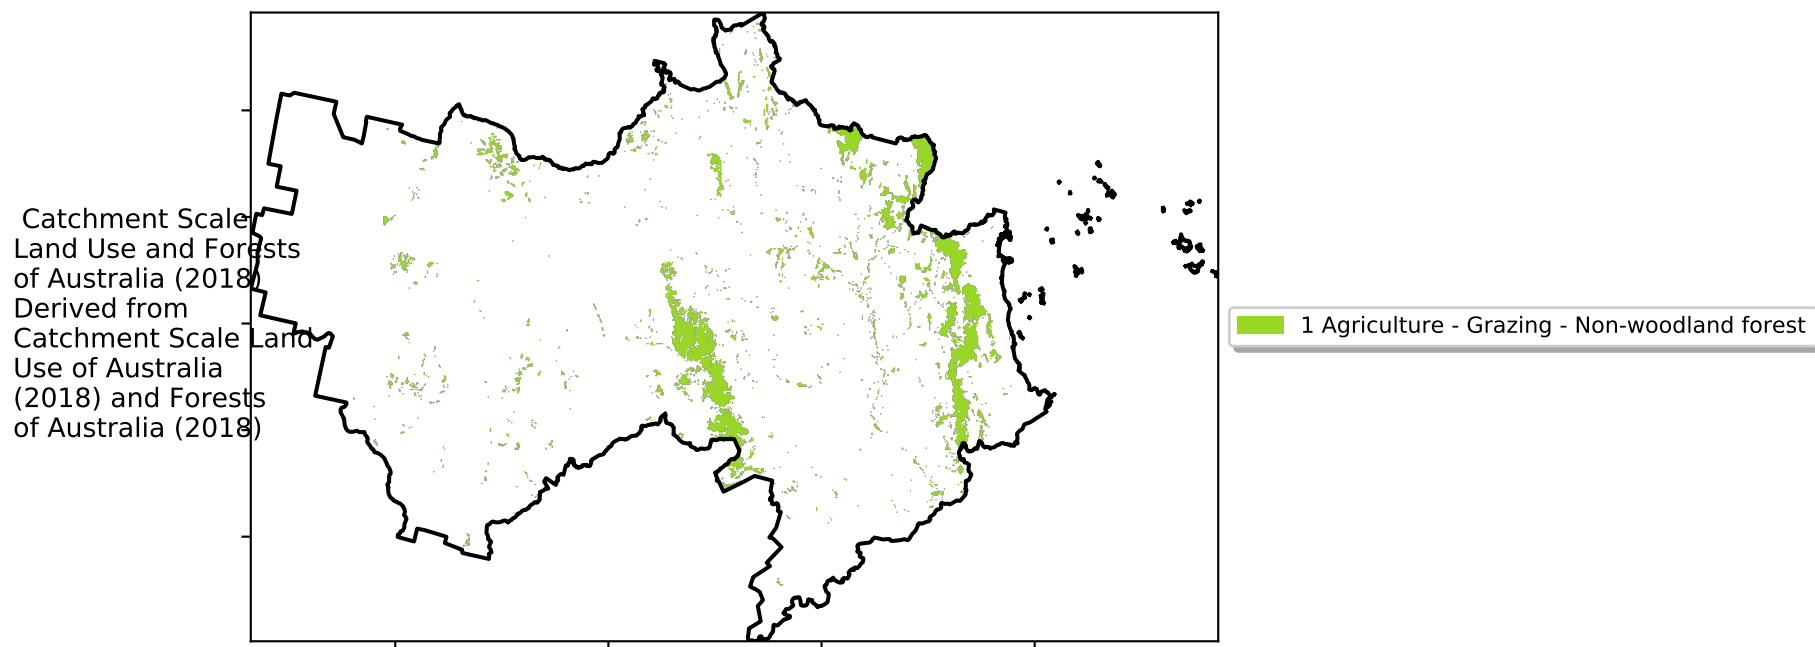 Catchment Scale
Land Use and Forests
of Australia (2018)
Derived from
Catchment Scale Land
Use of Australia
(2018) and Forests
of Australia (2018)
1 Agriculture - Grazing - Non-woodland forest